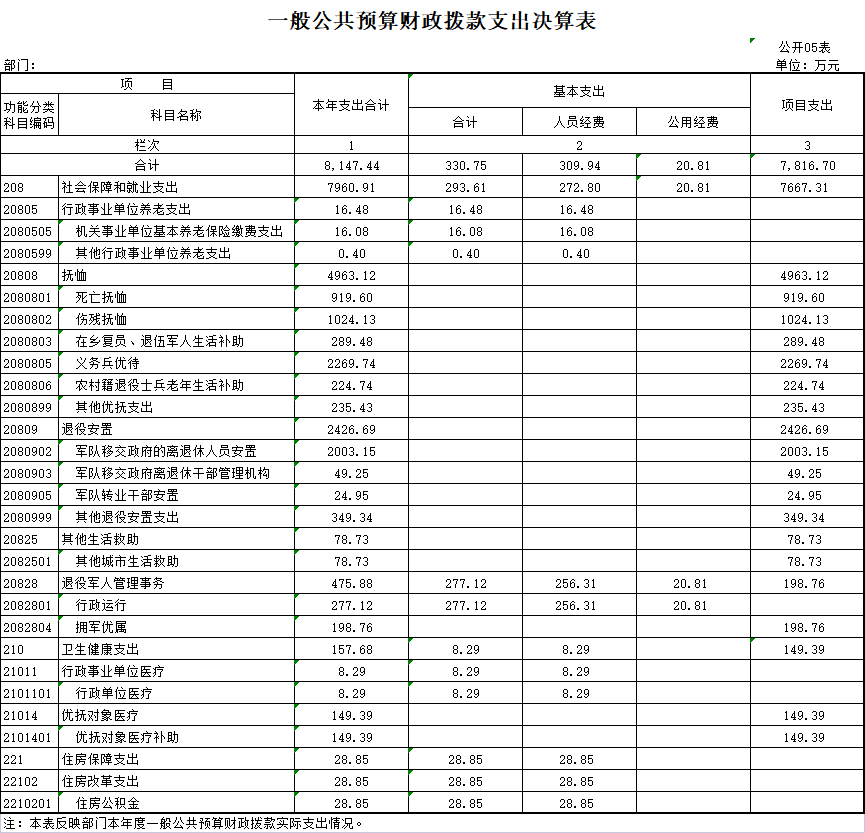 一般公共预算财政拨款支出决算表
公开05表
部门: 单位: 万元
项 目 本年支出合计 基本支出 项目支出
功能分类科目编码 科目名称 合计 人员经费 公用经费
栏次 1 2 3
合计 8,147.44 330.75 309.94 20.81 7,816.70
208 社会保障和就业支出 7960.91 293.61 272.80 20.81 7667.31
20805 行政事业单位养老支出 16.48 16.48 16.48
2080505 机关事业单位基本养老保险缴费支出 16.08 16.08 16.08
2080599 其他行政事业单位养老支出 0.40 0.40 0.40
20808 抚恤 4963.12 4963.12
2080801 死亡抚恤 919.60 919.60
2080802 伤残抚恤 1024.13 1024.13
2080803 在乡复员、退伍军人生活补助 289.48 289.48
2080805 义务兵优待 2269.74 2269.74
2080806 农村籍退役士兵老年生活补助 224.74 224.74
2080899 其他优抚支出 235.43 235.43
20809 退役安置 2426.69 2426.69
2080902 军队移交政府的离退休人员安置 2003.15 2003.15
2080903 军队移交政府离退休干部管理机构 49.25 49.25
2080905 军队转业干部安置 24.95 24.95
2080999 其他退役安置支出 349.34 349.34
20825 其他生活救助 78.73 78.73
2082501 其他城市生活救助 78.73 78.73
20828 退役军人管理事务 475.88 277.12 256.31 20.81 198.76
2082801 行政运行 277.12 277.12 256.31 20.81
2082804 拥军优属 198.76 198.76
210 卫生健康支出 157.68 8.29 8.29 149.39
21011 行政事业单位医疗 8.29 8.29 8.29
2101101 行政单位医疗 8.29 8.29 8.29
21014 优抚对象医疗 149.39 149.39
2101401 优抚对象医疗补助 149.39 149.39
221 住房保障支出 28.85 28.85 28.85
22102 住房改革支出 28.85 28.85 28.85
2210201 住房公积金 28.85 28.85 28.85
注: 本表反映部门本年度一般公共预算财政拨款实际支出情况。